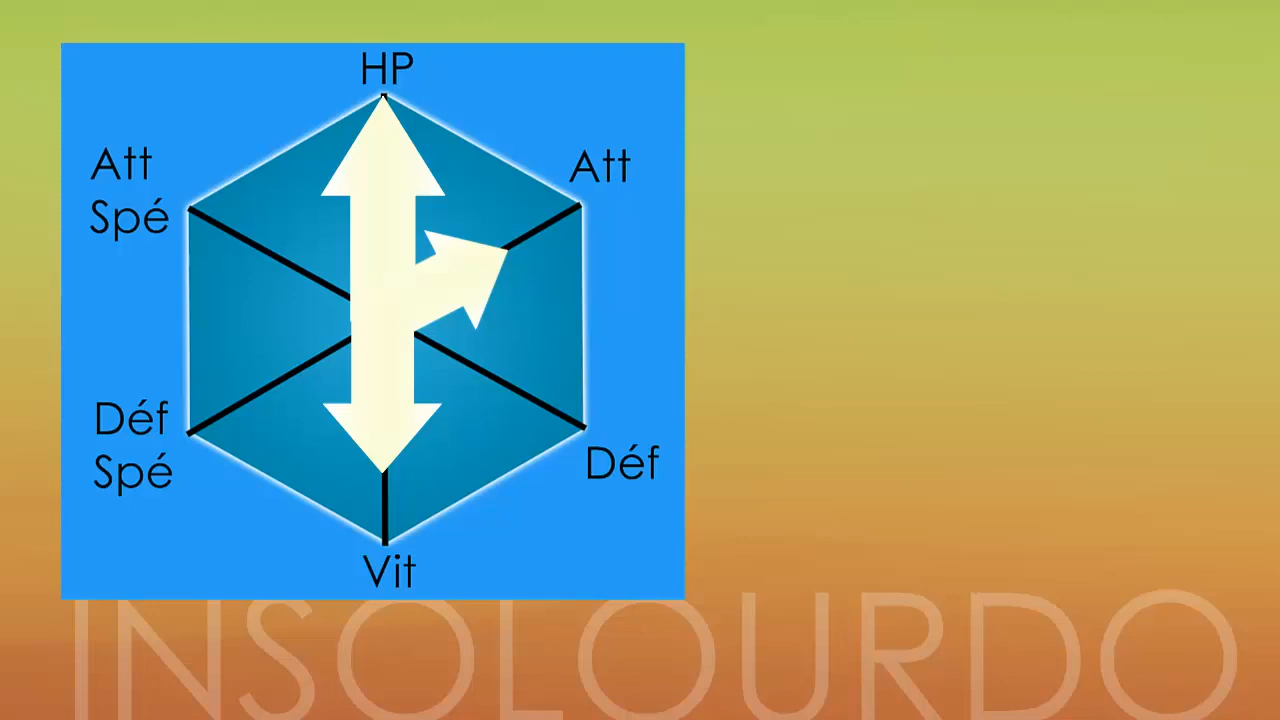 HP
Att
Spé
Att
Déf
Spé
Déf
Vit
INSOLOURDO